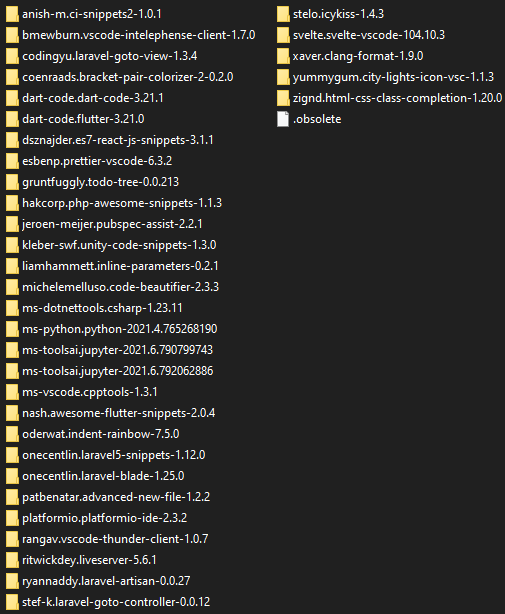 anish-m.ci-snippets2-1.0.1
bmewburn.vscode-intelephense-client-1.7.0
codingyu.laravel-goto-view-1.3.4
coenraads.bracket-pair-colorizer-2-0.2.0
dart-code.dart-code-3.21.1
dart-code.flutter-3.21.0
dsznajder.es7-react-js-snippets-3.1.1
esbenp.prettier-vscode-6.3.2
gruntfuggly.todo-tree-0.0.213
hakcorp.php-awesome-snippets-1.1.3
jeroen-meijer.pubspec-assist-2.2.1
kleber-swf.unity-code-snippets-1.3.0
liamhammett.inline-parameters-0.2.1
michelemelluso.code-beautifier-2.3.3
ms-dotnettools.csharp-1.23.11
ms-python.python-2021.4.765268190
ms-toolsai.jupyter-2021.6.790799743
ms-toolsai.jupyter-2021.6.792062886
ms-vscode.cpptools-1.3.1
nash.awesome-flutter-snippets-2.0.4
oderwat.indent-rainbow-7.5.0
onecentlin.laravel5-snippets-1.12.0
onecentlin.laravel-blade-1.25.0
patbenatar.advanced-new-file-1.2.2
platformio.platformio-ide-2.3.2
rangav.vscode-thunder-client-1.0.7
ritwickdey.liveserver-5.6.1
ryannaddy.laravel-artisan-0.0.27
stef-k.laravel-goto-controller-0.0.12
stelo.icykiss-1.4.3
svelte.svelte-vscode-104.10.3
xaver.clang-format-1.9.0
yummygum.city-lights-icon-vsc-1.1.3
zignd.html-css-class-completion-1.20.0
.obsolete